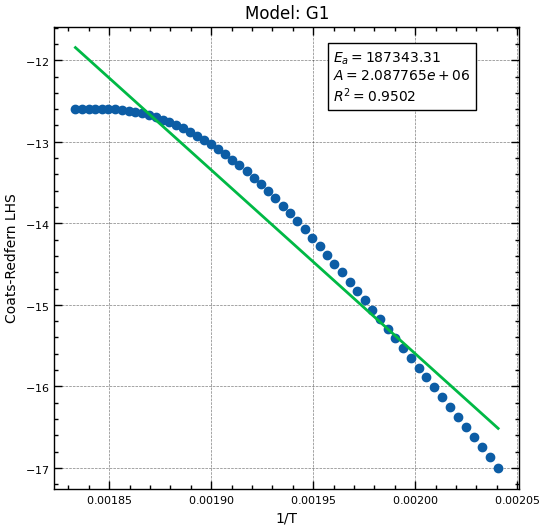 Model: G1
E_a = 187343.31
A = 2.087765e + 06
R^2 = 0.9502
Coats-Redfern LHS
−12
−13
−14
−15
−16
−17
0.00185 0.00190 0.00195 0.00200 0.00205
1/T